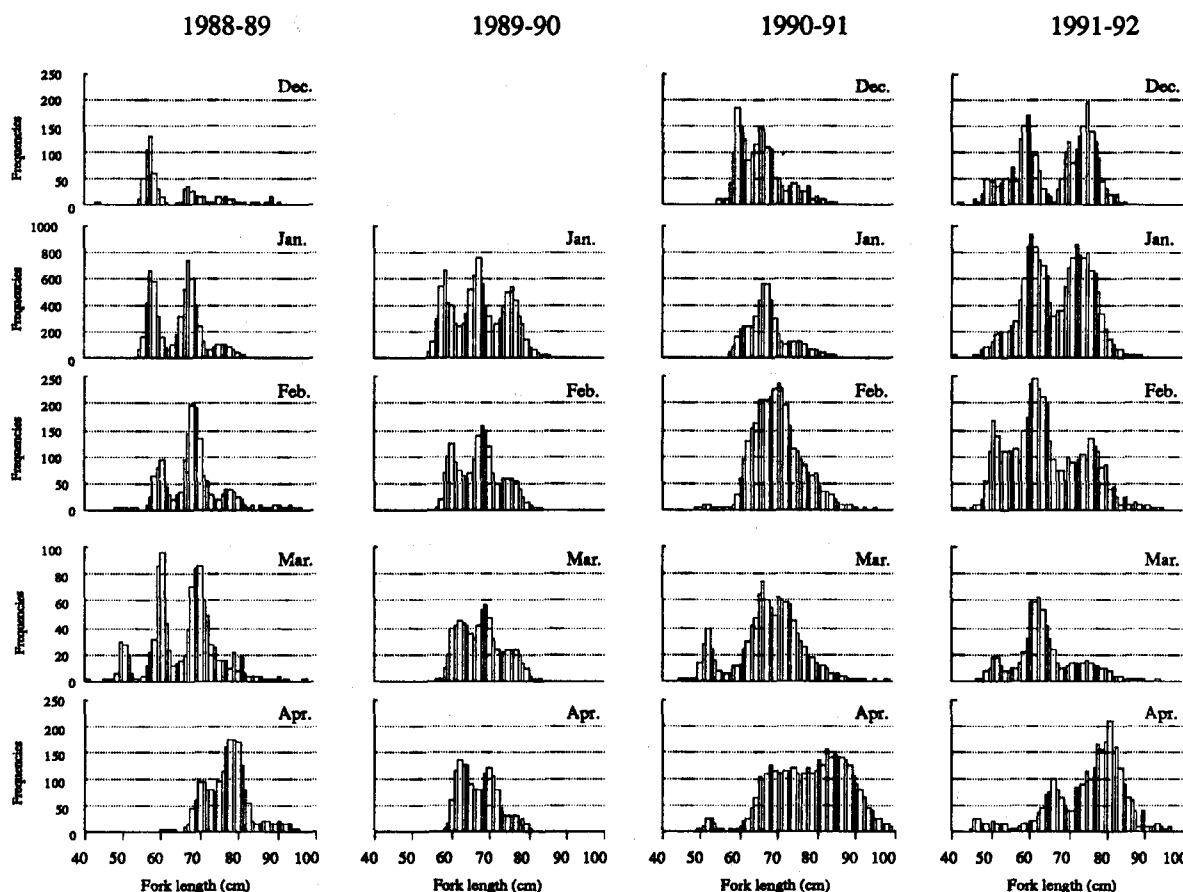 1988-89 1989-90 1990-91 1991-92
Dec. Dec. Dec.
Frequencies
250
200
150
100
50
0
Jan. Jan. Jan. Jan.
Frequencies
1000
800
600
400
200
0
Feb. Feb. Feb. Feb.
Frequencies
250
200
150
100
50
0
Mar. Mar. Mar. Mar.
Frequencies
100
80
60
40
20
0
Apr. Apr. Apr. Apr.
Frequencies
250
200
150
100
50
0
40 50 60 70 80 90 100 40 50 60 70 80 90 100 40 50 60 70 80 90 100 40 50 60 70 80 90 100
Fork length (cm) Fork length (cm) Fork length (cm) Fork length (cm)